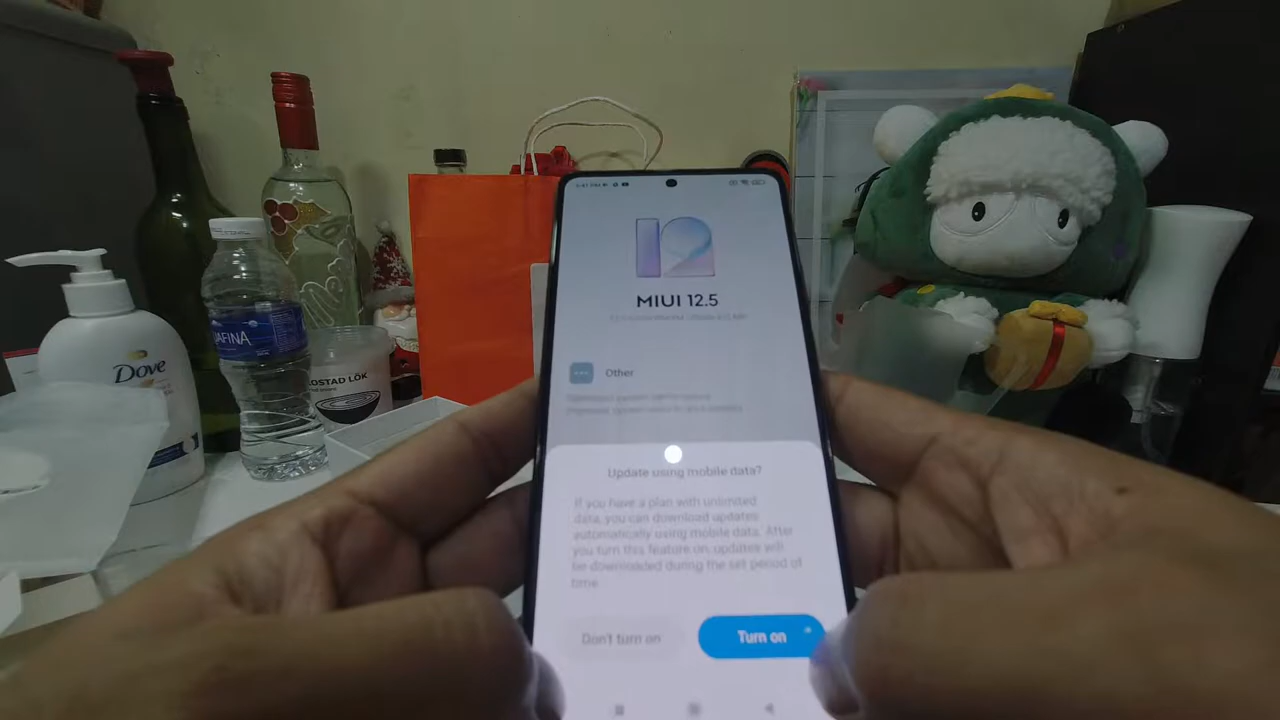 MIUI 12.5
Other
Update using mobile data?
If you have a plan with unlimited
data, you can download updates
automatically using mobile data. After
you turn this feature on, updates will
be downloaded during the set period of
time.
Don't turn on
Turn on
Dove
AFINA
OSTAD LÖK